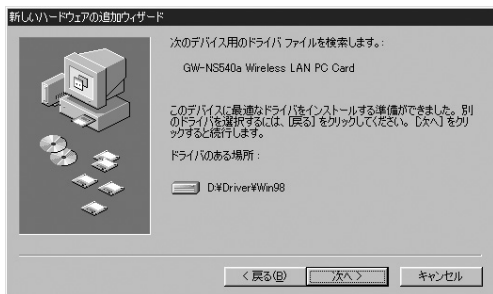 新しいハードウェアの追加ウィザード
次のデバイス用のドライバ ファイルを検索します。:
GW-NS540a Wireless LAN PC Card
このデバイスに最適なドライバをインストールする準備ができました。別
のドライバを選択するには、[戻る] をクリックしてください。[次へ] をクリ
ックすると続行します。
ドライバのある場所:
D:¥Driver¥Win98
< 戻る(B)
次へ >
キャンセル